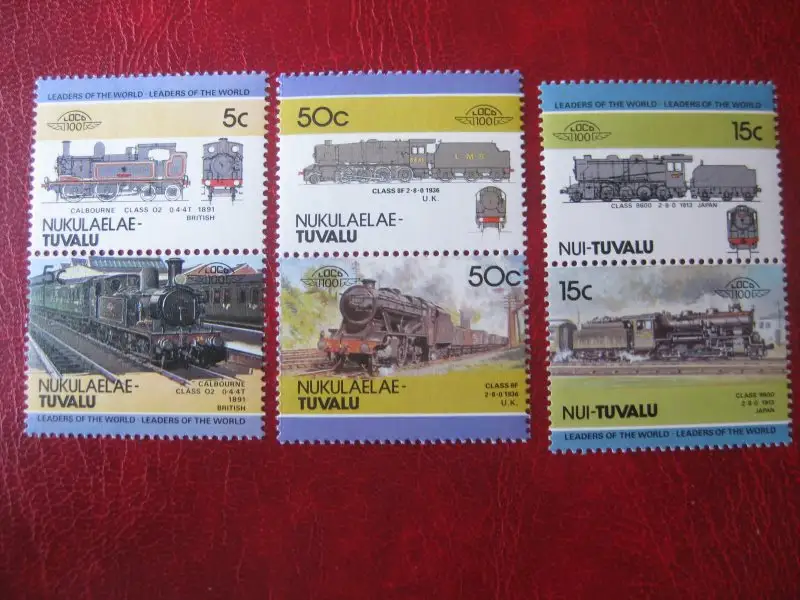 LEADERS OF THE WORLD · LEADERS OF THE WORLD
5c
LOCO
100
CALBOURNE CLASS O2 0·4·4T 1891
BRITISH
NUKULAELAE-
TUVALU
5c
LOCO
100
NUKULAELAE-
TUVALU
CALBOURNE
CLASS O2 0·4·4T
1891
BRITISH
LEADERS OF THE WORLD · LEADERS OF THE WORLD
50c
LOCO
100
LMS
CLASS 8F 2·8·0 1936
U.K.
NUKULAELAE-
TUVALU
LOCO
100
50c
NUKULAELAE-
TUVALU
CLASS 8F
2·8·0 1936
U.K.
LEADERS OF THE WORLD · LEADERS OF THE WORLD
LOCO
100
15c
CLASS 9600 2·8·0 1913 JAPAN
NUI-TUVALU
15c
LOCO
100
NUI-TUVALU
CLASS 9600
2·8·0 1913
JAPAN
LEADERS OF THE WORLD · LEADERS OF THE WORLD